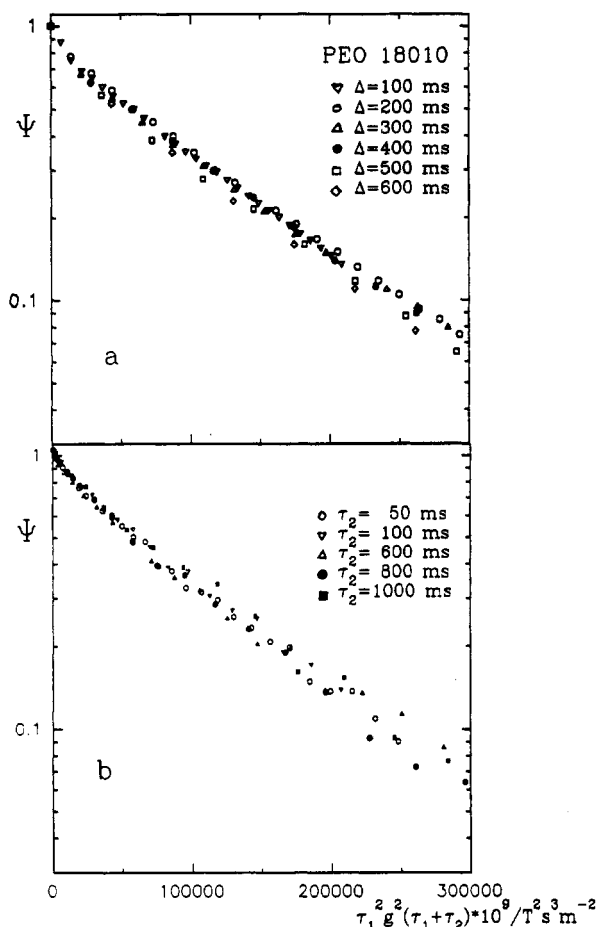 1
PEO 18010
▽ Δ=100 ms
○ Δ=200 ms
△ Δ=300 ms
● Δ=400 ms
□ Δ=500 ms
◇ Δ=600 ms
Ψ
0.1
a
1
Ψ
○ τ₂= 50 ms
▽ τ₂= 100 ms
△ τ₂= 600 ms
● τ₂= 800 ms
■ τ₂=1000 ms
0.1
b
0 100000 200000 300000
τ₁²g²(τ₁+τ₂)*10⁹/T²s³m⁻²